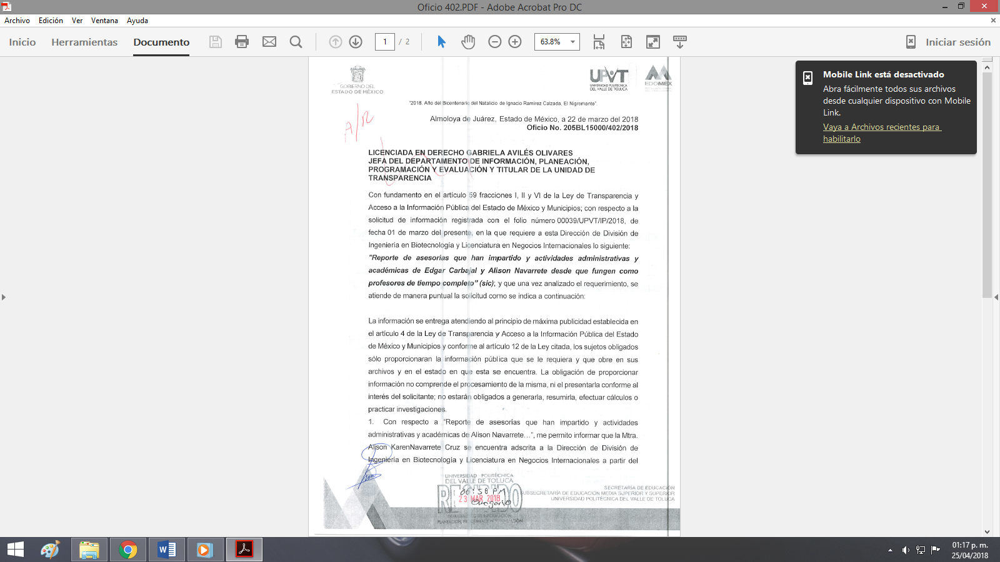 Oficio 402.PDF - Adobe Acrobat Pro DC
Archivo Edición Ver Ventana Ayuda
Inicio Herramientas Documento 1 / 2 63.8% Iniciar sesión
Mobile Link está desactivado
Abra fácilmente todos sus archivos
desde cualquier dispositivo con Mobile
Link.
Vaya a Archivos recientes para
habilitarlo
GOBIERNO DEL
ESTADO DE MÉXICO
UPVT
UNIVERSIDAD POLITÉCNICA
DEL VALLE DE TOLUCA
EDOMÉX
"2018. Año del Bicentenario del Natalicio de Ignacio Ramírez Calzada, El Nigromante".
A/R
Almoloya de Juárez, Estado de México, a 22 de marzo del 2018
Oficio No. 205BL15000/402/2018
LICENCIADA EN DERECHO GABRIELA AVILÉS OLIVARES
JEFA DEL DEPARTAMENTO DE INFORMACIÓN, PLANEACIÓN,
PROGRAMACIÓN Y EVALUACIÓN Y TITULAR DE LA UNIDAD DE
TRANSPARENCIA
Con fundamento en el artículo 59 fracciones I, II y VI de la Ley de Transparencia y
Acceso a la Información Pública del Estado de México y Municipios; con respecto a la
solicitud de información registrada con el folio número 00039/UPVT/IP/2018, de
fecha 01 de marzo del presente, en la que requiere a esta Dirección de División de
Ingeniería en Biotecnología y Licenciatura en Negocios Internacionales lo siguiente:
"Reporte de asesorías que han impartido y actividades administrativas y
académicas de Edgar Carbajal y Alison Navarrete desde que fungen como
profesores de tiempo completo" (sic); y que una vez analizado el requerimiento, se
atiende de manera puntual la solicitud como se indica a continuación:
La información se entrega atendiendo al principio de máxima publicidad establecida en
el artículo 4 de la Ley de Transparencia y Acceso a la Información Pública del Estado
de México y Municipios y conforme al artículo 12 de la Ley citada, los sujetos obligados
sólo proporcionaran la información pública que se le requiera y que obre en sus
archivos y en el estado en que esta se encuentra. La obligación de proporcionar
información no comprende el procesamiento de la misma, ni el presentarla conforme al
interés del solicitante; no estarán obligados a generarla, resumirla, efectuar cálculos o
practicar investigaciones.
1. Con respecto a "Reporte de asesorías que han impartido y actividades
administrativas y académicas de Alison Navarrete...", me permito informar que la Mtra.
Alison KarenNavarrete Cruz se encuentra adscrita a la Dirección de División de
Ingeniería en Biotecnología y Licenciatura en Negocios Internacionales a partir del
UNIVERSIDAD POLITÉCNICA
DEL VALLE DE TOLUCA
RECIBIDO
06:58 PM
23 MAR 2018
SECRETARÍA DE EDUCACIÓN
SUBSECRETARÍA DE EDUCACIÓN MEDIA SUPERIOR Y SUPERIOR
UNIVERSIDAD POLITÉCNICA DEL VALLE DE TOLUCA
01:17 p. m.
25/04/2018